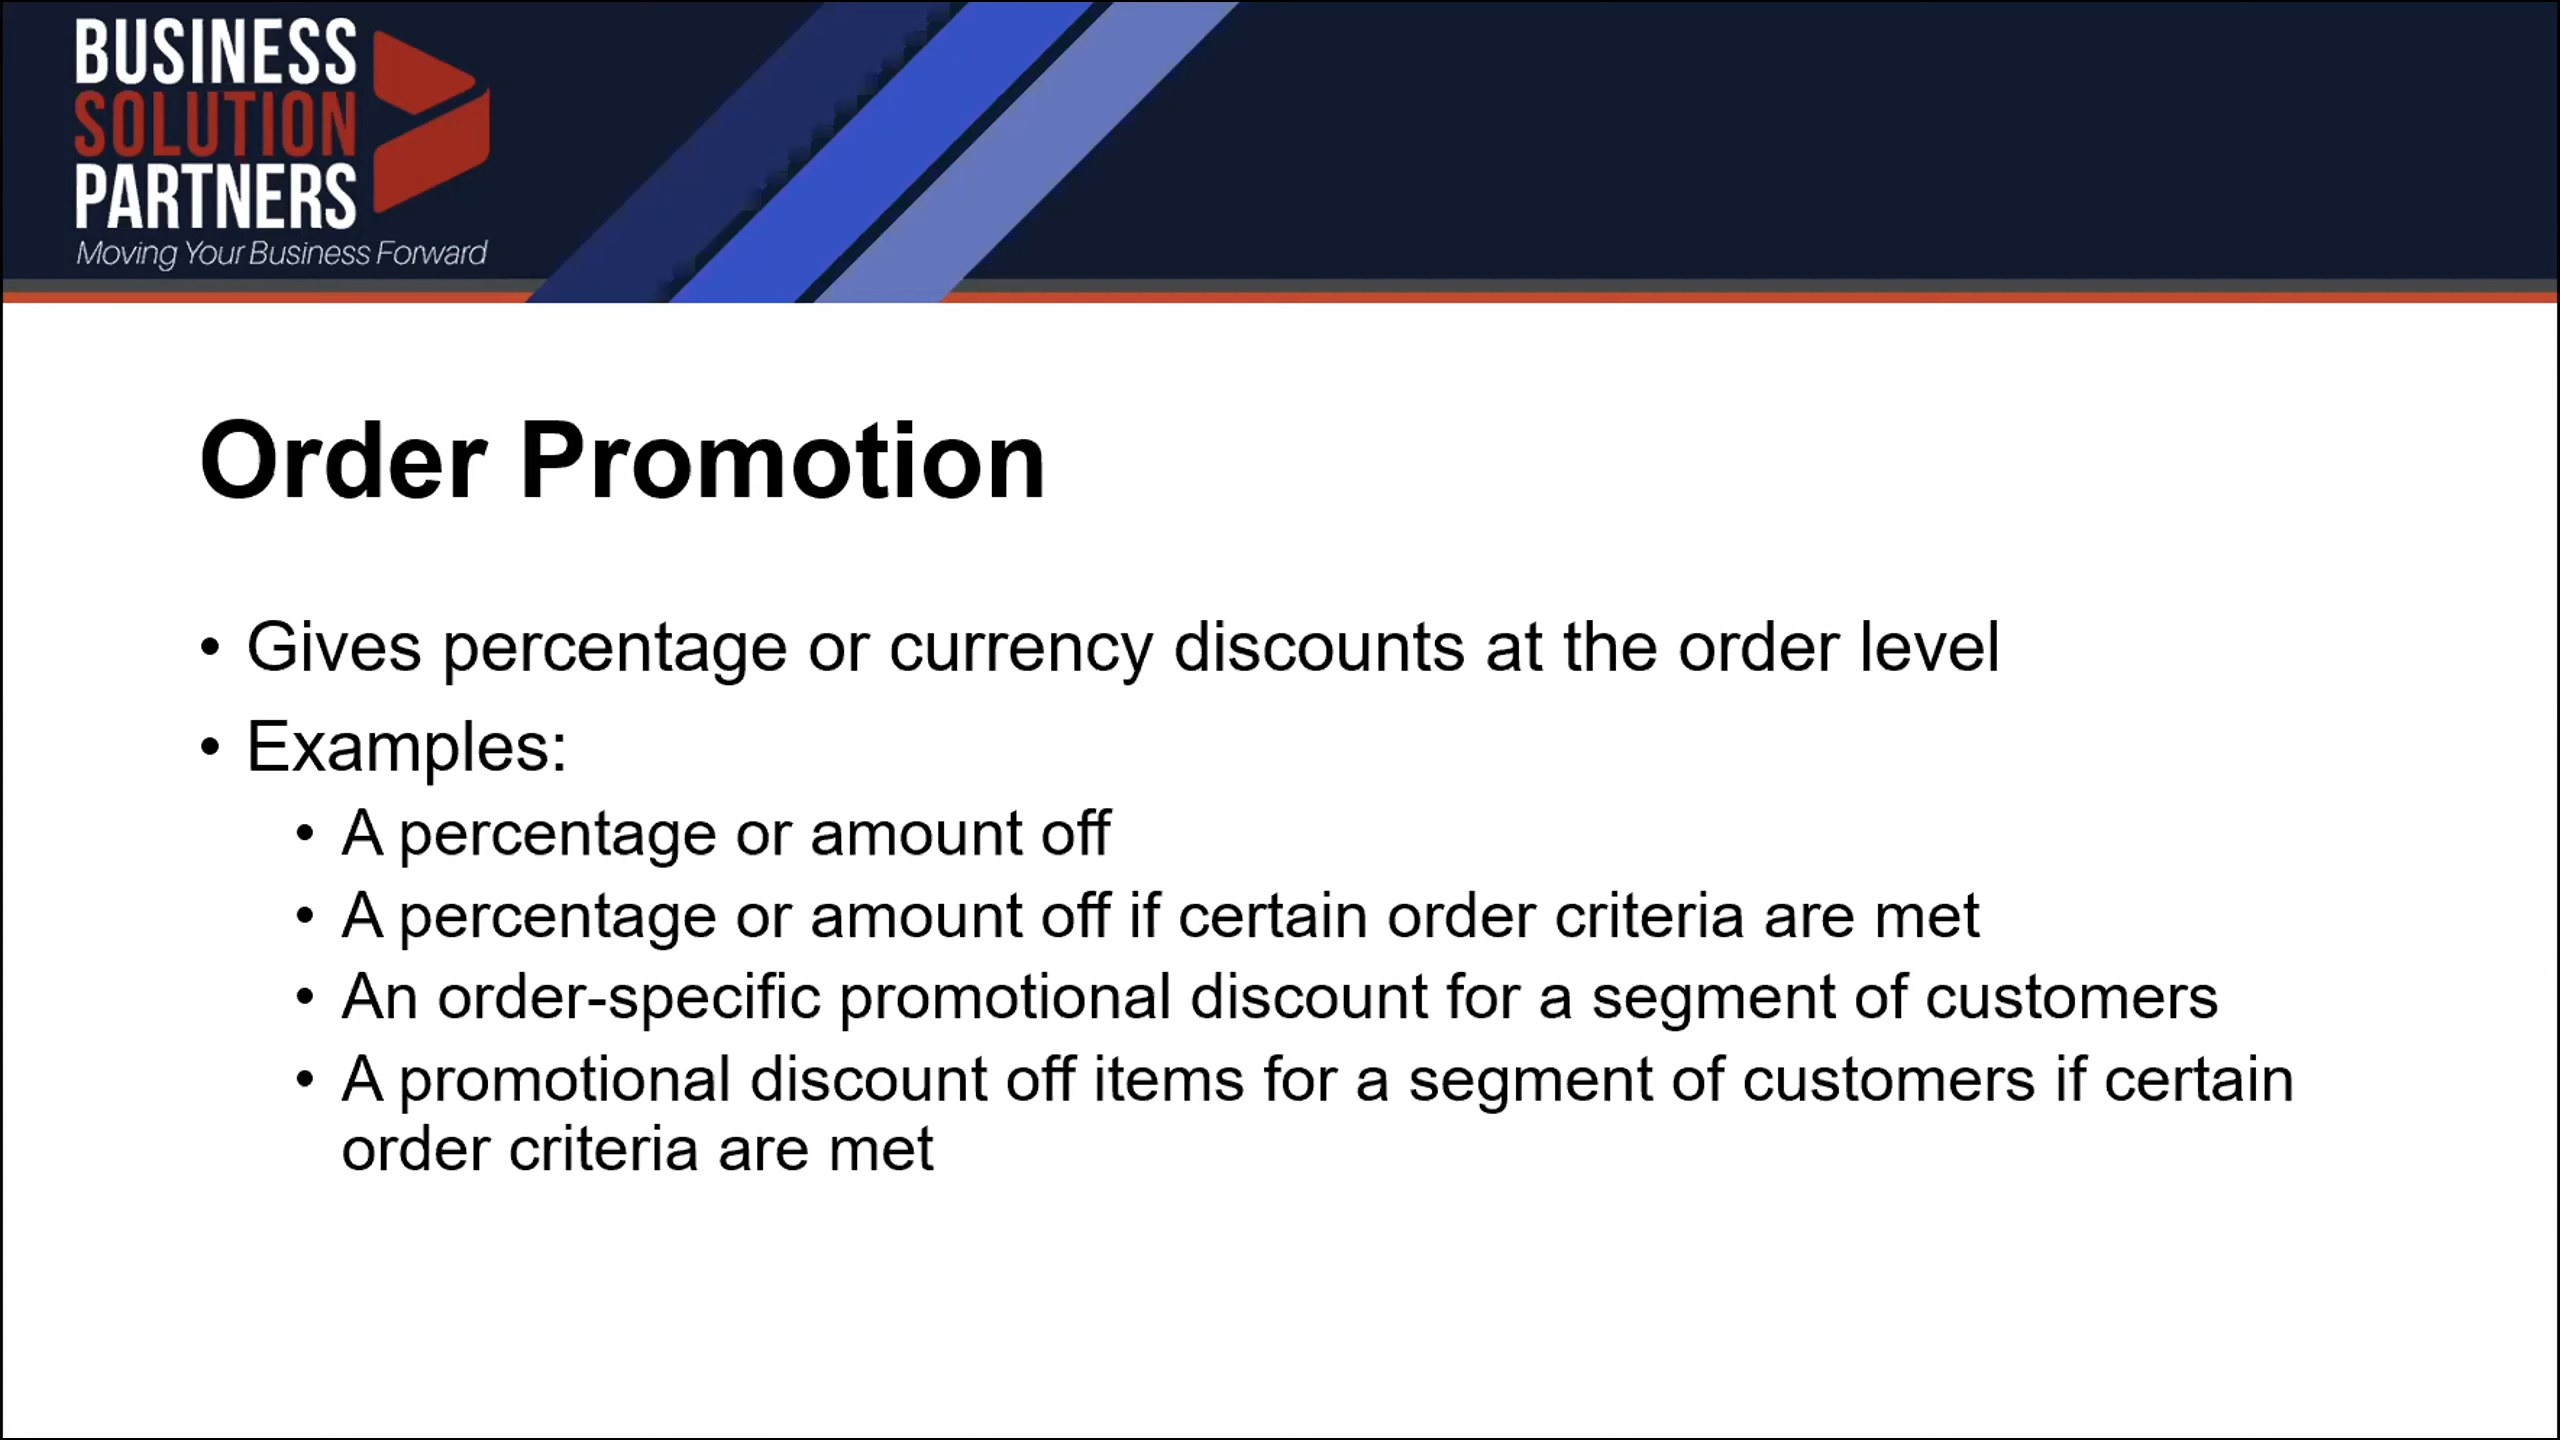 BUSINESS
SOLUTION
PARTNERS
Moving Your Business Forward
Order Promotion
• Gives percentage or currency discounts at the order level
• Examples:
• A percentage or amount off
• A percentage or amount off if certain order criteria are met
• An order-specific promotional discount for a segment of customers
• A promotional discount off items for a segment of customers if certain
order criteria are met